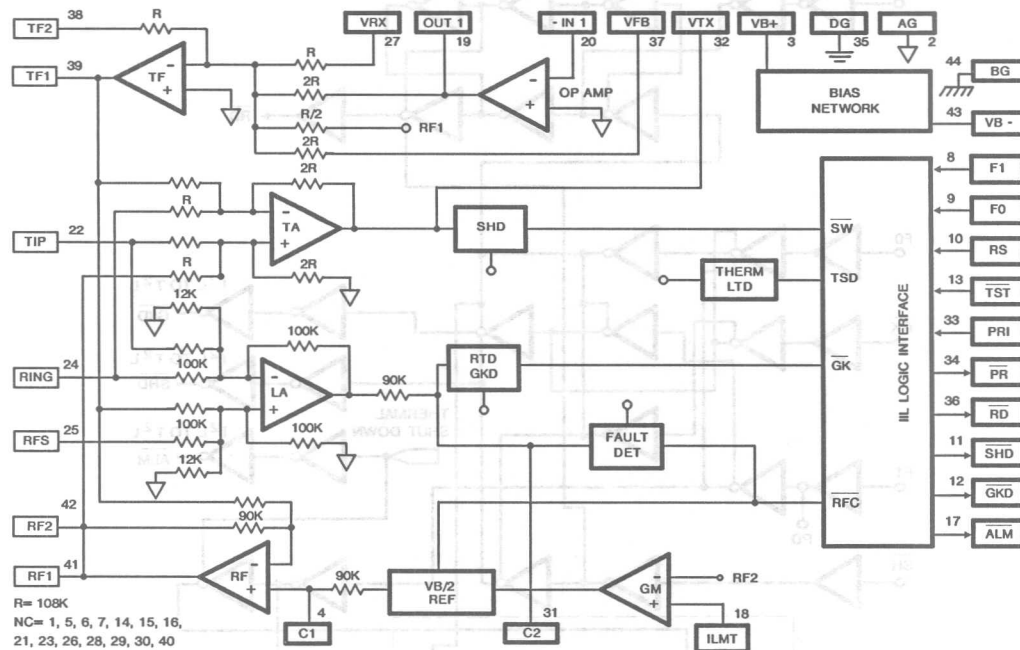 TF2 38 R VRX 27 OUT 1 19 - IN 1 20 VFB 37 VTX 32 VB+ 3 DG 35 AG 2
TF1 39 TF - + R 2R R/2 RF1 2R
- + OP AMP
BIAS NETWORK
44 BG
43 VB -
R 2R - TA + R 2R
TIP 22
SHD
THERM LTD
SW
TSD
GK
RFC
IIL LOGIC INTERFACE
8 F1
9 F0
10 RS
13 TST
33 PRI
34 PR
36 RD
11 SHD
12 GKD
17 ALM
12K
100K 100K
RING 24
- LA + 90K
RTD GKD
RFS 25
100K 100K
12K
FAULT DET
RF2 42
90K
RF1 41
- RF + 90K
VB/2 REF
- GM + RF2
4 C1
31 C2
18 ILMT
R= 108K
NC= 1, 5, 6, 7, 14, 15, 16,
21, 23, 26, 28, 29, 30, 40